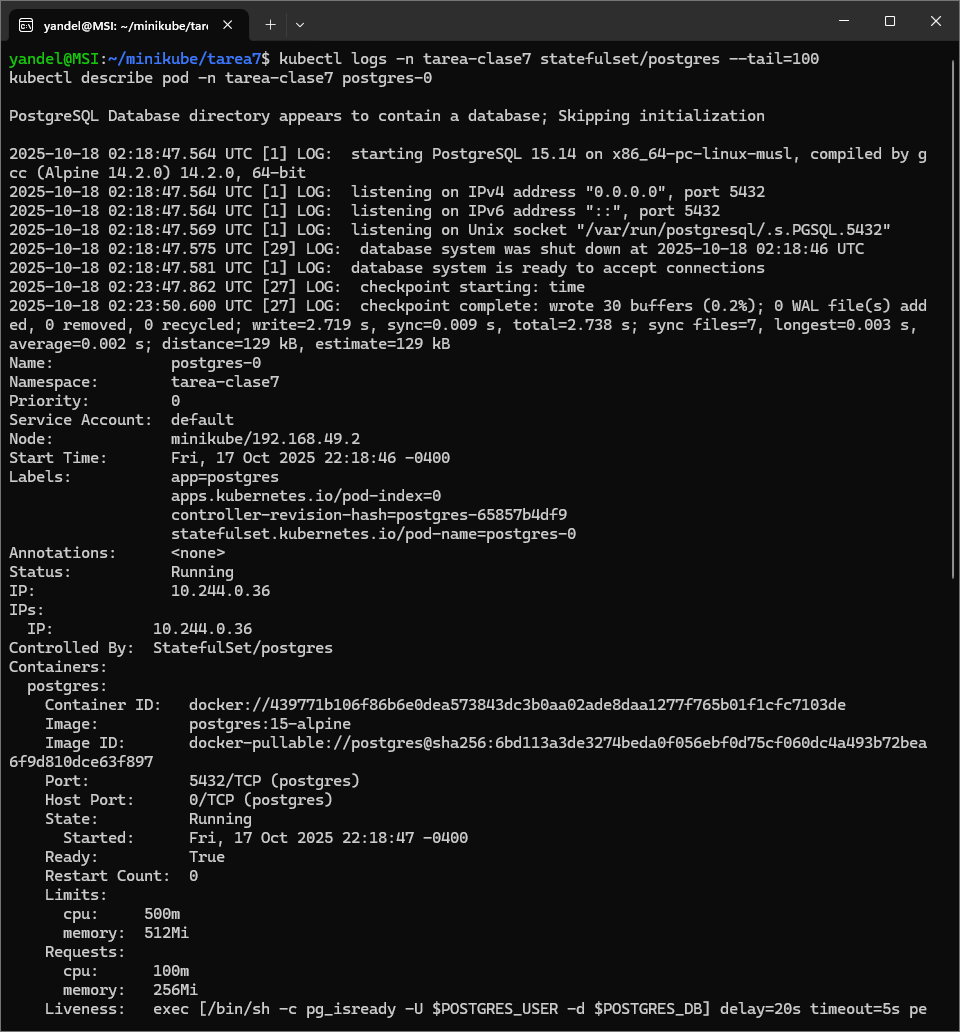 yandel@MSI: ~/minikube/tar
yandel@MSI:~/minikube/tarea7$ kubectl logs -n tarea-clase7 statefulset/postgres --tail=100
kubectl describe pod -n tarea-clase7 postgres-0
PostgreSQL Database directory appears to contain a database; Skipping initialization
2025-10-18 02:18:47.564 UTC [1] LOG:  starting PostgreSQL 15.14 on x86_64-pc-linux-musl, compiled by g
cc (Alpine 14.2.0) 14.2.0, 64-bit
2025-10-18 02:18:47.564 UTC [1] LOG:  listening on IPv4 address "0.0.0.0", port 5432
2025-10-18 02:18:47.564 UTC [1] LOG:  listening on IPv6 address "::", port 5432
2025-10-18 02:18:47.569 UTC [1] LOG:  listening on Unix socket "/var/run/postgresql/.s.PGSQL.5432"
2025-10-18 02:18:47.575 UTC [29] LOG:  database system was shut down at 2025-10-18 02:18:46 UTC
2025-10-18 02:18:47.581 UTC [1] LOG:  database system is ready to accept connections
2025-10-18 02:23:47.862 UTC [27] LOG:  checkpoint starting: time
2025-10-18 02:23:50.600 UTC [27] LOG:  checkpoint complete: wrote 30 buffers (0.2%); 0 WAL file(s) add
ed, 0 removed, 0 recycled; write=2.719 s, sync=0.009 s, total=2.738 s; sync files=7, longest=0.003 s,
average=0.002 s; distance=129 kB, estimate=129 kB
Name:             postgres-0
Namespace:        tarea-clase7
Priority:         0
Service Account:  default
Node:             minikube/192.168.49.2
Start Time:       Fri, 17 Oct 2025 22:18:46 -0400
Labels:           app=postgres
                  apps.kubernetes.io/pod-index=0
                  controller-revision-hash=postgres-65857b4df9
                  statefulset.kubernetes.io/pod-name=postgres-0
Annotations:      <none>
Status:           Running
IP:               10.244.0.36
IPs:
  IP:           10.244.0.36
Controlled By:  StatefulSet/postgres
Containers:
  postgres:
    Container ID:   docker://439771b106f86b6e0dea573843dc3b0aa02ade8daa1277f765b01f1cfc7103de
    Image:          postgres:15-alpine
    Image ID:       docker-pullable://postgres@sha256:6bd113a3de3274beda0f056ebf0d75cf060dc4a493b72bea
6f9d810dce63f897
    Port:           5432/TCP (postgres)
    Host Port:      0/TCP (postgres)
    State:          Running
      Started:      Fri, 17 Oct 2025 22:18:47 -0400
    Ready:          True
    Restart Count:  0
    Limits:
      cpu:     500m
      memory:  512Mi
    Requests:
      cpu:      100m
      memory:   256Mi
    Liveness:   exec [/bin/sh -c pg_isready -U $POSTGRES_USER -d $POSTGRES_DB] delay=20s timeout=5s pe